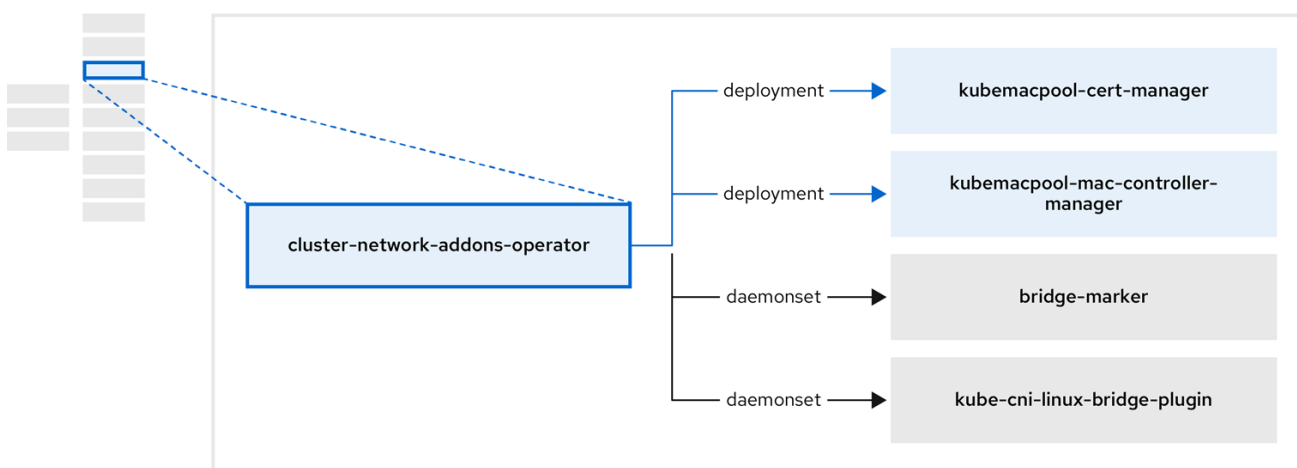 deployment
kubemacpool-cert-manager
deployment
kubemacpool-mac-controller-
manager
cluster-network-addons-operator
daemonset
bridge-marker
daemonset
kube-cni-linux-bridge-plugin